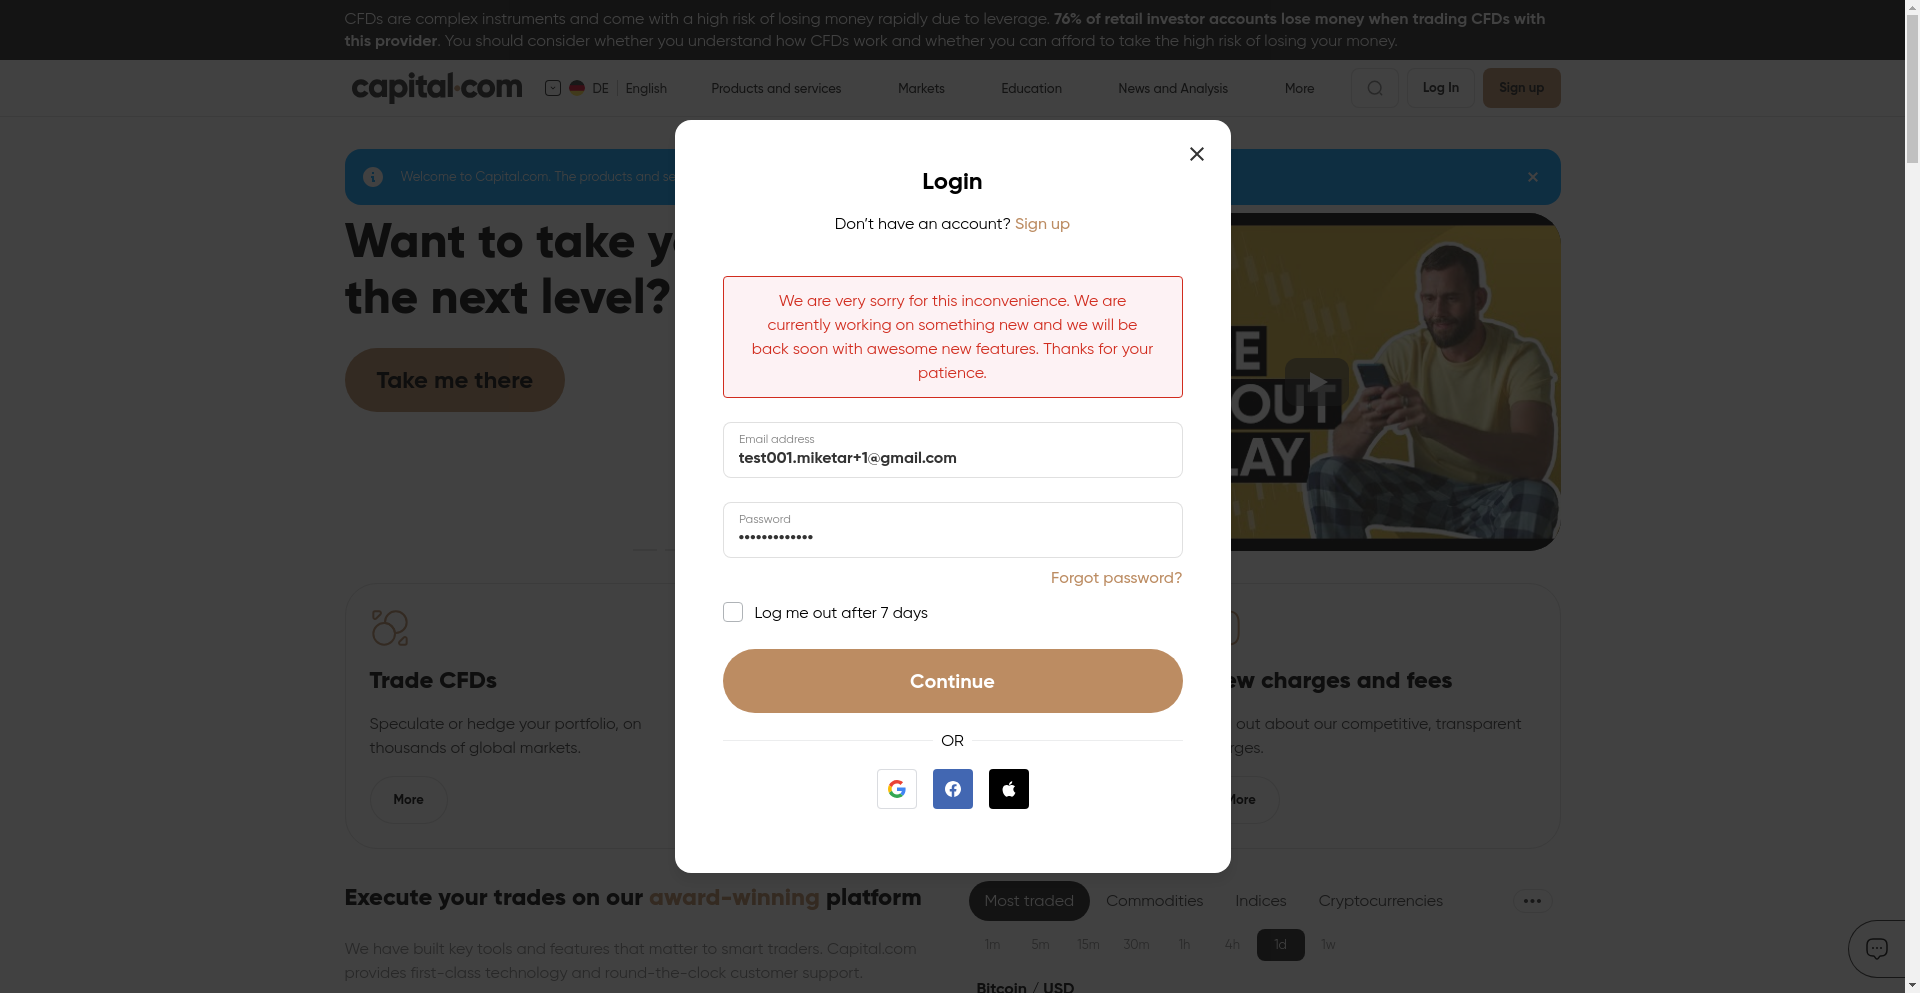 CFDs are complex instruments and come with a high risk of losing money rapidly due to leverage. 76% of retail investor accounts lose money when trading CFDs with
this provider. You should consider whether you understand how CFDs work and whether you can afford to take the high risk of losing your money.
capital.com
DE English Products and services Markets Education News and Analysis More Log In Sign up
Welcome to Capital.com. The products and se
Want to take y
the next level?
Take me there
E
OUT
LAY
Login
Don't have an account? Sign up
We are very sorry for this inconvenience. We are
currently working on something new and we will be
back soon with awesome new features. Thanks for your
patience.
Email address
test001.miketar+1@gmail.com
Password
•••••••••••••
Forgot password?
Log me out after 7 days
Continue
OR
Trade CFDs
Speculate or hedge your portfolio, on
thousands of global markets.
More
ew charges and fees
out about our competitive, transparent
rges.
More
Execute your trades on our award-winning platform
We have built key tools and features that matter to smart traders. Capital.com
provides first-class technology and round-the-clock customer support.
Most traded Commodities Indices Cryptocurrencies
1m 5m 15m 30m 1h 4h 1d 1w
Bitcoin / USD